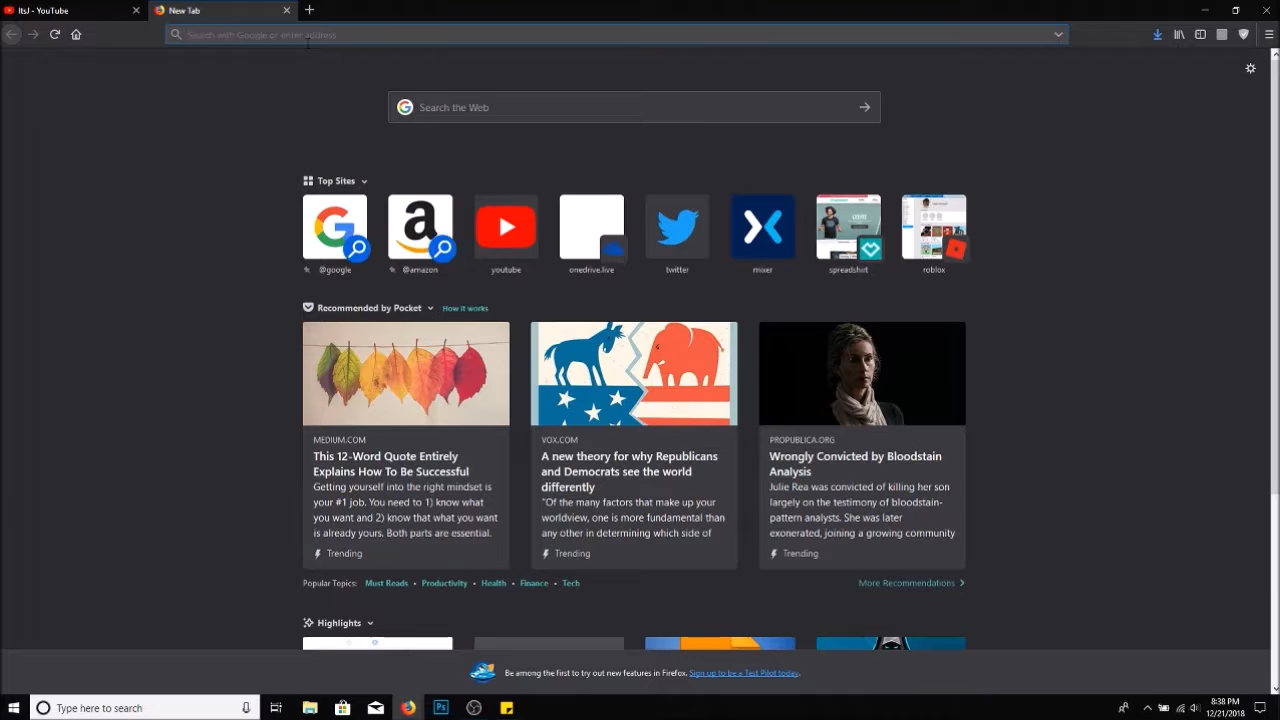 ItsJ - YouTube
New Tab
Search with Google or enter address
Search the Web
Top Sites
@google
@amazon
youtube
onedrive.live
twitter
mixer
spreadshirt
roblox
Recommended by Pocket
How it works
MEDIUM.COM
This 12-Word Quote Entirely
Explains How To Be Successful
Getting yourself into the right mindset is
your #1 job. You need to 1) know what
you want and 2) know that what you want
is already yours. Both parts are essential.
Trending
VOX.COM
A new theory for why Republicans
and Democrats see the world
differently
"Of the many factors that make up your
worldview, one is more fundamental than
any other in determining which side of
Trending
PROPUBLICA.ORG
Wrongly Convicted by Bloodstain
Analysis
Julie Rea was convicted of killing her son
largely on the testimony of bloodstain-
pattern analysts. She was later
exonerated, joining a growing community
Trending
Popular Topics: Must Reads • Productivity • Health • Finance • Tech
More Recommendations
Highlights
Be among the first to try out new features in Firefox. Sign up to be a Test Pilot today.
Type here to search
Ps
8:38 PM
12/21/2018